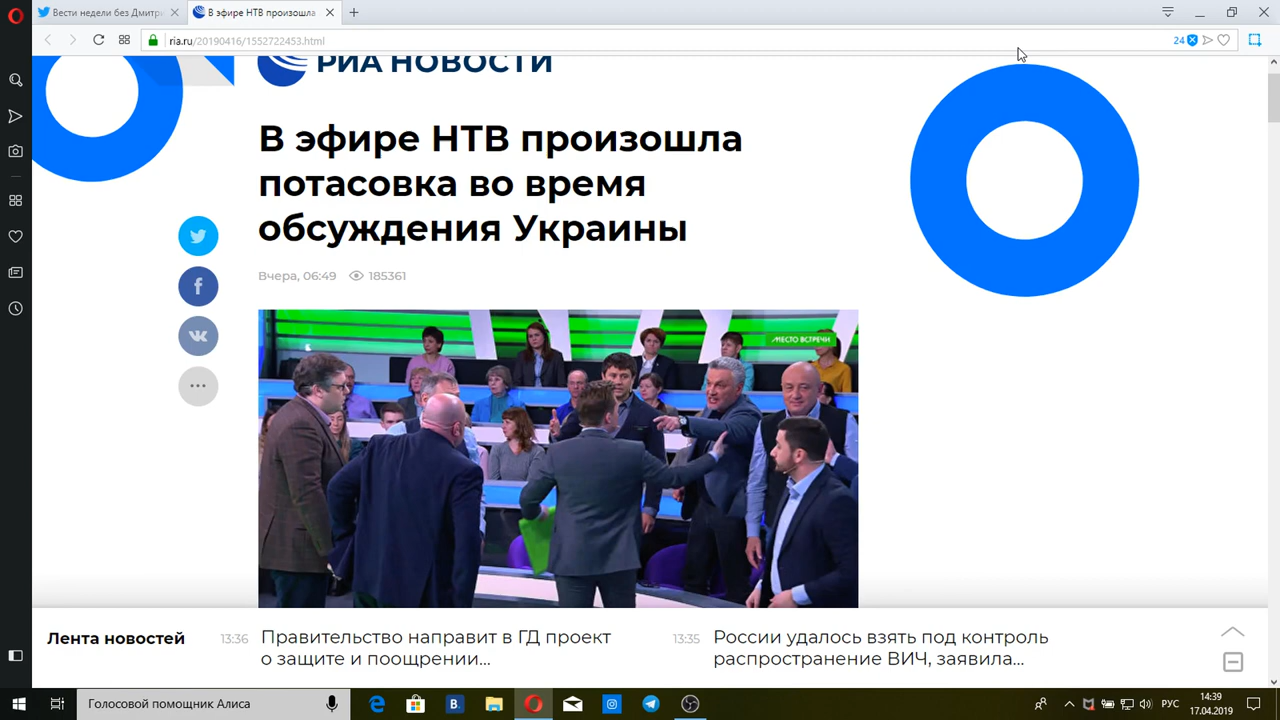 Вести недели без Дмитри
В эфире НТВ произошла
ria.ru/20190416/1552722453.html
24
РИА НОВОСТИ
В эфире НТВ произошла
потасовка во время
обсуждения Украины
Вчера, 06:49
185361
МЕСТО ВСТРЕЧИ
Лента новостей
13:36
Правительство направит в ГД проект
о защите и поощрении...
13:35
России удалось взять под контроль
распространение ВИЧ, заявила...
Голосовой помощник Алиса
РУС
14:39
17.04.2019